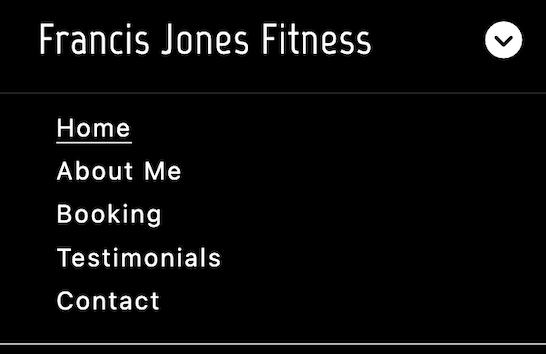 Francis Jones Fitness
Home
About Me
Booking
Testimonials
Contact